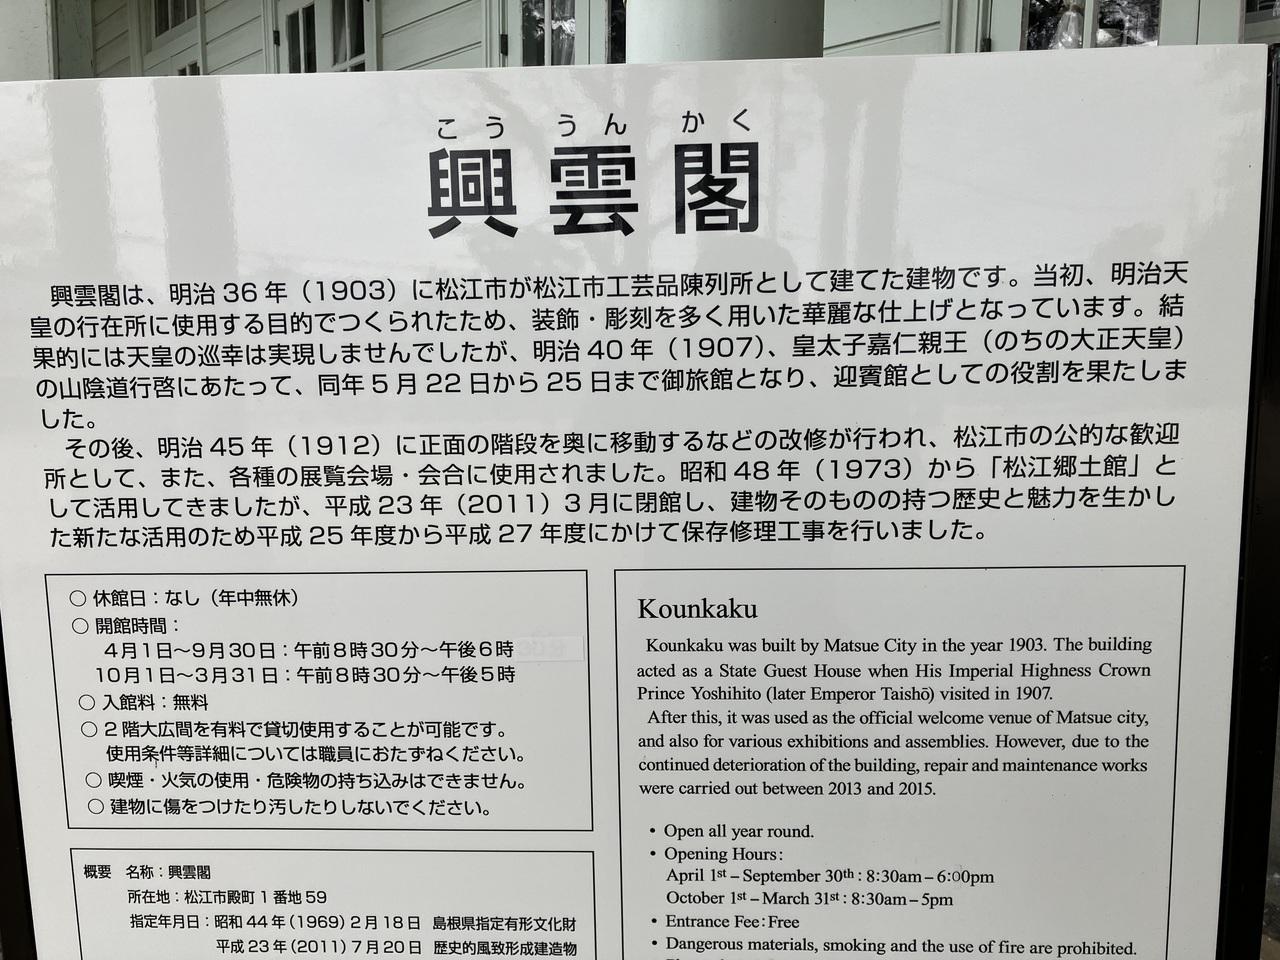 こう うん かく
興雲閣
興雲閣は、明治 36 年（1903）に松江市が松江市工芸品陳列所として建てた建物です。当初、明治天
皇の行在所に使用する目的でつくられたため、装飾・彫刻を多く用いた華麗な仕上げとなっています。結
果的には天皇の巡幸は実現しませんでしたが、明治 40 年（1907）、皇太子嘉仁親王（のちの大正天皇）
の山陰道行啓にあたって、同年 5 月 22 日から 25 日まで御旅館となり、迎賓館としての役割を果たしま
した。
その後、明治 45 年（1912）に正面の階段を奥に移動するなどの改修が行われ、松江市の公的な歓迎
所として、また、各種の展覧会場・会合に使用されました。昭和 48 年（1973）から「松江郷土館」と
して活用してきましたが、平成 23 年（2011）3 月に閉館し、建物そのものの持つ歴史と魅力を生かし
た新たな活用のため平成 25 年度から平成 27 年度にかけて保存修理工事を行いました。
○ 休館日：なし（年中無休）
○ 開館時間：
4月1日～9月30日：午前8時30分～午後6時
10月1日～3月31日：午前8時30分～午後5時
○ 入館料：無料
○ 2階大広間を有料で貸切使用することが可能です。
使用条件等詳細については職員におたずねください。
○ 喫煙・火気の使用・危険物の持ち込みはできません。
○ 建物に傷をつけたり汚したりしないでください。
概要 名称：興雲閣
所在地：松江市殿町 1 番地 59
指定年月日：昭和 44 年（1969）2 月 18 日 島根県指定有形文化財
平成 23 年（2011）7 月 20 日 歴史的風致形成建造物
Kounkaku
Kounkaku was built by Matsue City in the year 1903. The building
acted as a State Guest House when His Imperial Highness Crown
Prince Yoshihito (later Emperor Taishō) visited in 1907.
After this, it was used as the official welcome venue of Matsue city,
and also for various exhibitions and assemblies. However, due to the
continued deterioration of the building, repair and maintenance works
were carried out between 2013 and 2015.
• Open all year round.
• Opening Hours:
April 1st – September 30th : 8:30am – 6:00pm
October 1st – March 31st : 8:30am – 5pm
• Entrance Fee: Free
• Dangerous materials, smoking and the use of fire are prohibited.